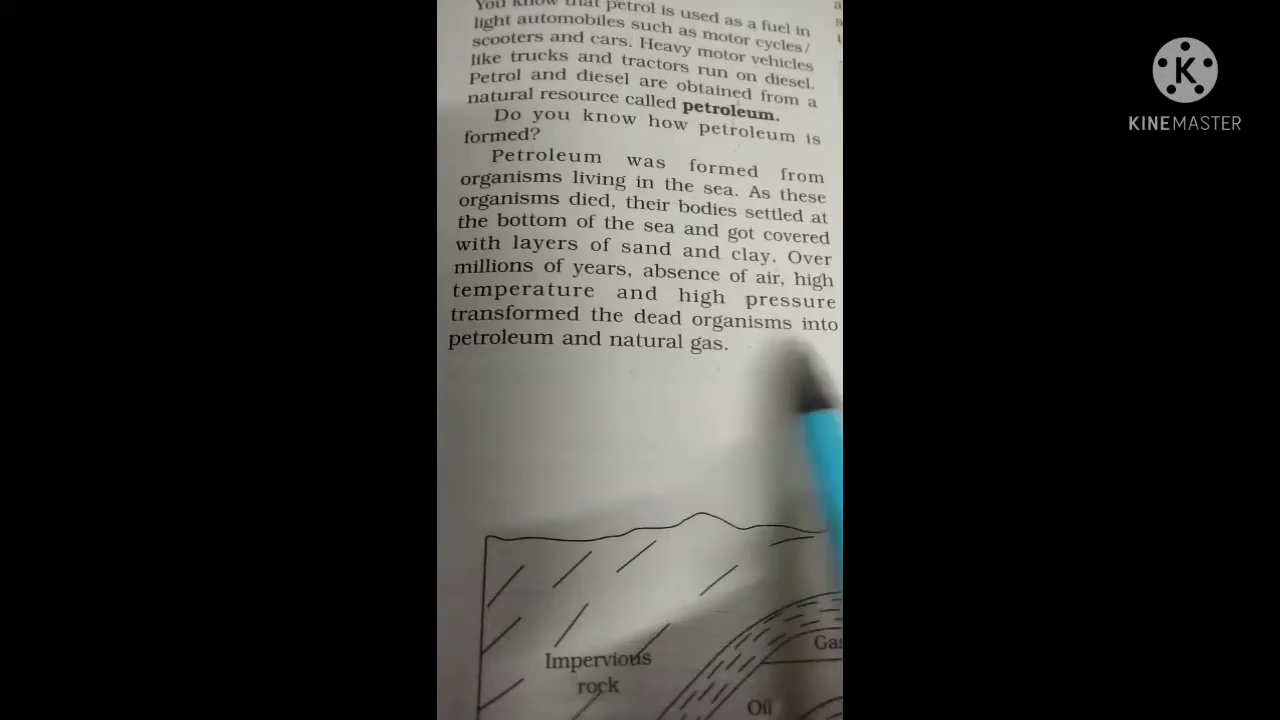 You know that petrol is used as a fuel in
light automobiles such as motor cycles/
scooters and cars. Heavy motor vehicles
like trucks and tractors run on diesel.
Petrol and diesel are obtained from a
natural resource called petroleum.
Do you know how petroleum is
formed?
Petroleum was formed from
organisms living in the sea. As these
organisms died, their bodies settled at
the bottom of the sea and got covered
with layers of sand and clay. Over
millions of years, absence of air, high
temperature and high pressure
transformed the dead organisms into
petroleum and natural gas.
Impervious
rock
Oil
K
KINEMASTER